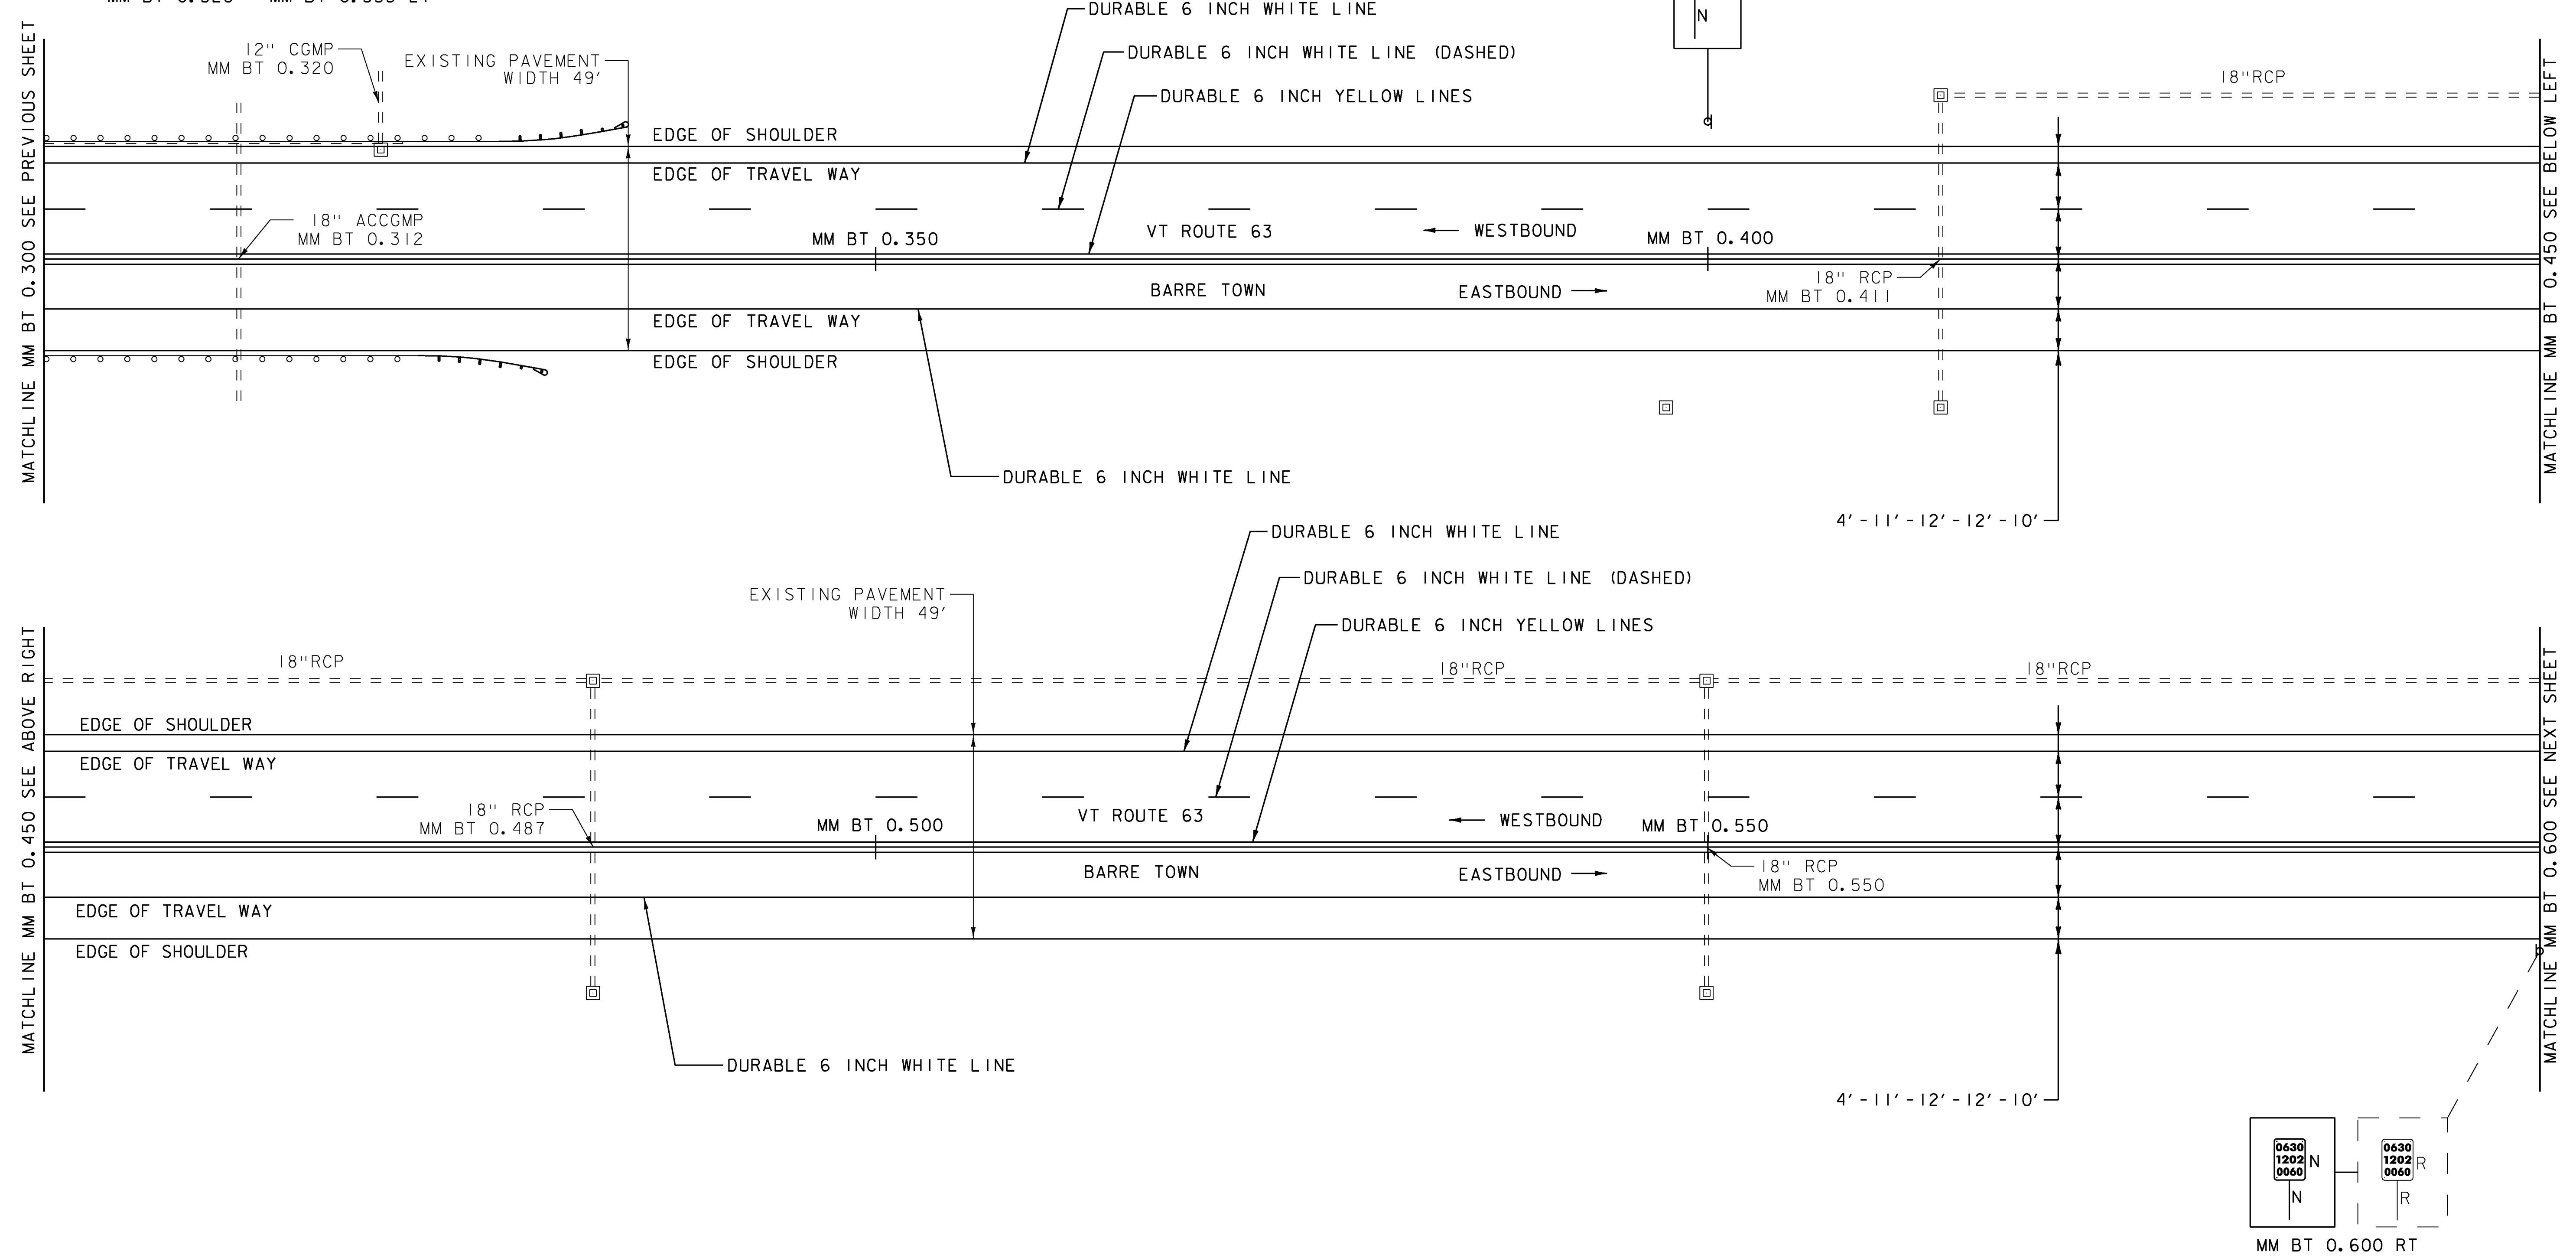 DURABLE 6 INCH WHITE LINE
N
12" CGMP
MM BT 0.320
EXISTING PAVEMENT
WIDTH 49'
DURABLE 6 INCH WHITE LINE (DASHED)
DURABLE 6 INCH YELLOW LINES
18"RCP
MATCHLINE MM BT 0.300 SEE PREVIOUS SHEET
MATCHLINE MM BT 0.450 SEE BELOW LEFT
EDGE OF SHOULDER
EDGE OF TRAVEL WAY
18" ACCGMP
MM BT 0.312
MM BT 0.350
VT ROUTE 63
WESTBOUND
MM BT 0.400
BARRE TOWN
EASTBOUND
18" RCP
MM BT 0.411
EDGE OF TRAVEL WAY
EDGE OF SHOULDER
DURABLE 6 INCH WHITE LINE
4'-11'-12'-12'-10'
DURABLE 6 INCH WHITE LINE
DURABLE 6 INCH WHITE LINE (DASHED)
EXISTING PAVEMENT
WIDTH 49'
DURABLE 6 INCH YELLOW LINES
MATCHLINE MM BT 0.450 SEE ABOVE RIGHT
MATCHLINE MM BT 0.600 SEE NEXT SHEET
18"RCP
18"RCP
18"RCP
EDGE OF SHOULDER
EDGE OF TRAVEL WAY
18" RCP
MM BT 0.487
MM BT 0.500
VT ROUTE 63
WESTBOUND
MM BT 0.550
BARRE TOWN
EASTBOUND
18" RCP
MM BT 0.550
EDGE OF TRAVEL WAY
EDGE OF SHOULDER
DURABLE 6 INCH WHITE LINE
4'-11'-12'-12'-10'
0630
1202
0060
N
N
0630
1202
0060
R
R
MM BT 0.600 RT